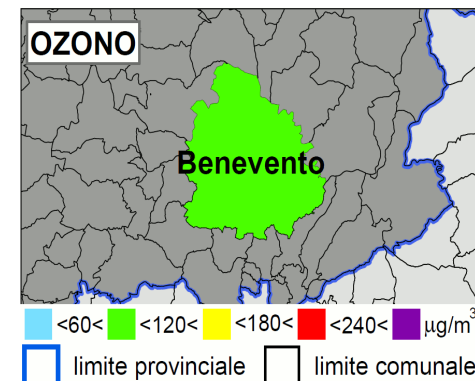 OZONO
Benevento
<60< <120< <180< <240< µg/m³
limite provinciale limite comunale